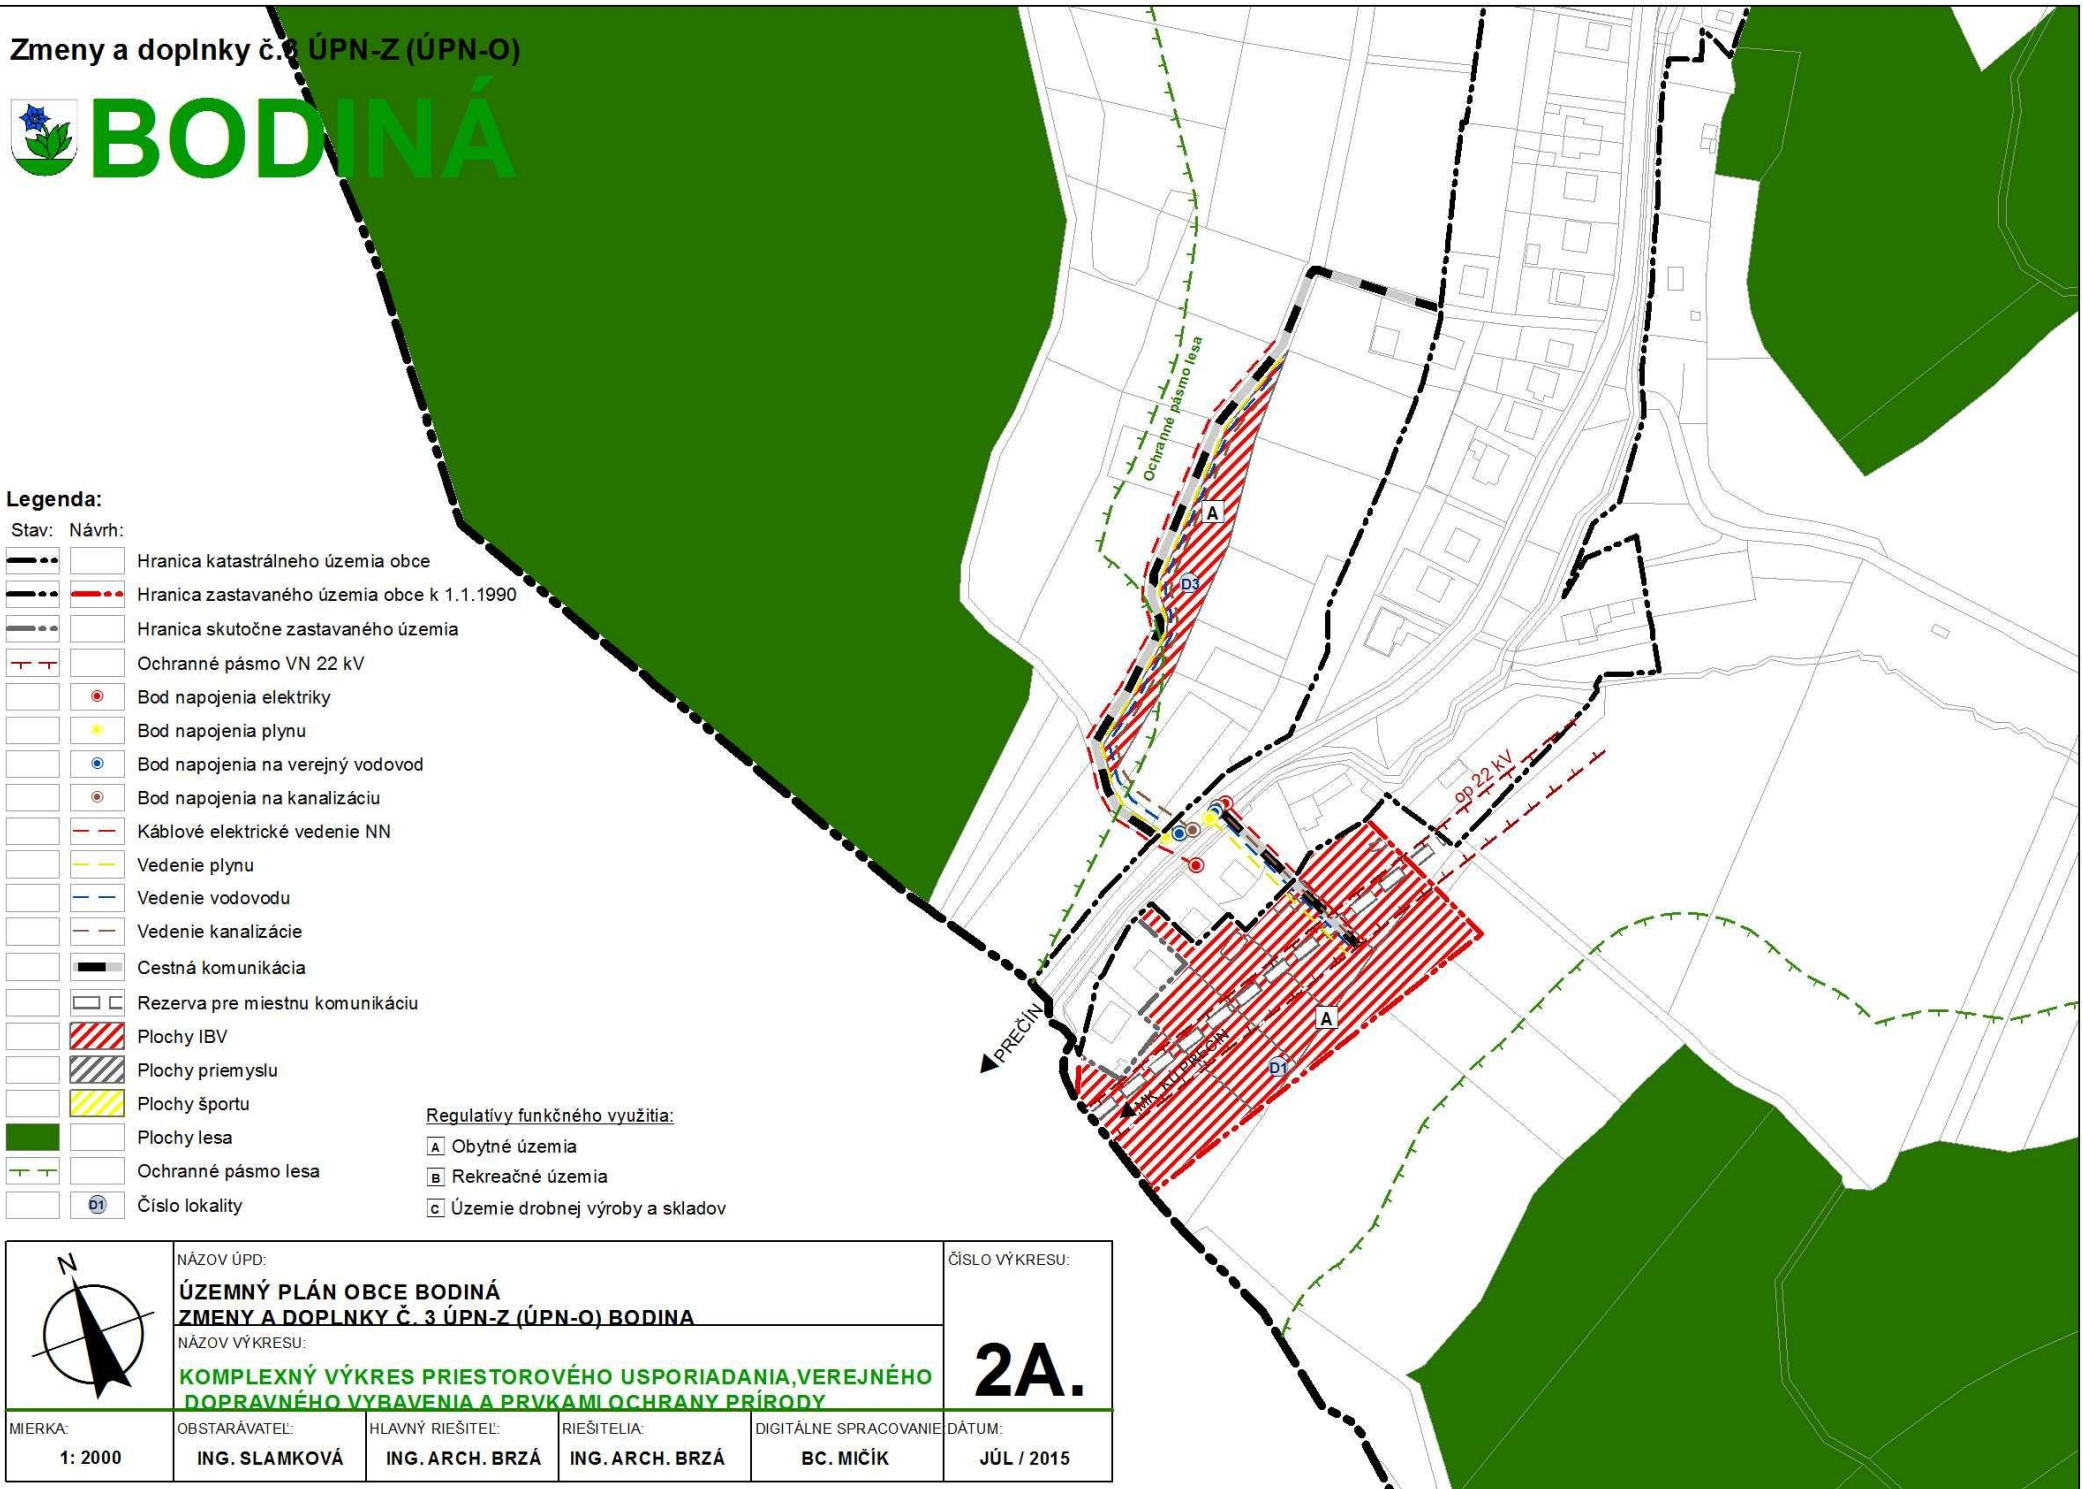 Zmeny a doplnky č.3 ÚPN-Z (ÚPN-O)
BODINÁ
Legenda:
Stav: Návrh:
Hranica katastrálneho územia obce
Hranica zastavaného územia obce k 1.1.1990
Hranica skutočne zastavaného územia
Ochranné pásmo VN 22 kV
Bod napojenia elektriky
Bod napojenia plynu
Bod napojenia na verejný vodovod
Bod napojenia na kanalizáciu
Káblové elektrické vedenie NN
Vedenie plynu
Vedenie vodovodu
Vedenie kanalizácie
Cestná komunikácia
Rezerva pre miestnu komunikáciu
Plochy IBV
Plochy priemyslu
Plochy športu
Plochy lesa
Ochranné pásmo lesa
D1 Číslo lokality
Regulatívy funkčného využitia:
A Obytné územia
B Rekreačné územia
C Územie drobnej výroby a skladov
Ochranné pásmo lesa
A
D3
op 22 kV
PREČÍN
MK KU PREČÍN
A
D1
N
NÁZOV ÚPD:
ÚZEMNÝ PLÁN OBCE BODINÁ
ZMENY A DOPLNKY Č. 3 ÚPN-Z (ÚPN-O) BODINA
NÁZOV VÝKRESU:
KOMPLEXNÝ VÝKRES PRIESTOROVÉHO USPORIADANIA,VEREJNÉHO
DOPRAVNÉHO VYBAVENIA A PRVKAMI OCHRANY PRÍRODY
ČÍSLO VÝKRESU:
2A.
MIERKA:
1: 2000
OBSTARÁVATEĽ:
ING. SLAMKOVÁ
HLAVNÝ RIEŠITEĽ:
ING. ARCH. BRZÁ
RIEŠITELIA:
ING. ARCH. BRZÁ
DIGITÁLNE SPRACOVANIE:
BC. MIČÍK
DÁTUM:
JÚL / 2015